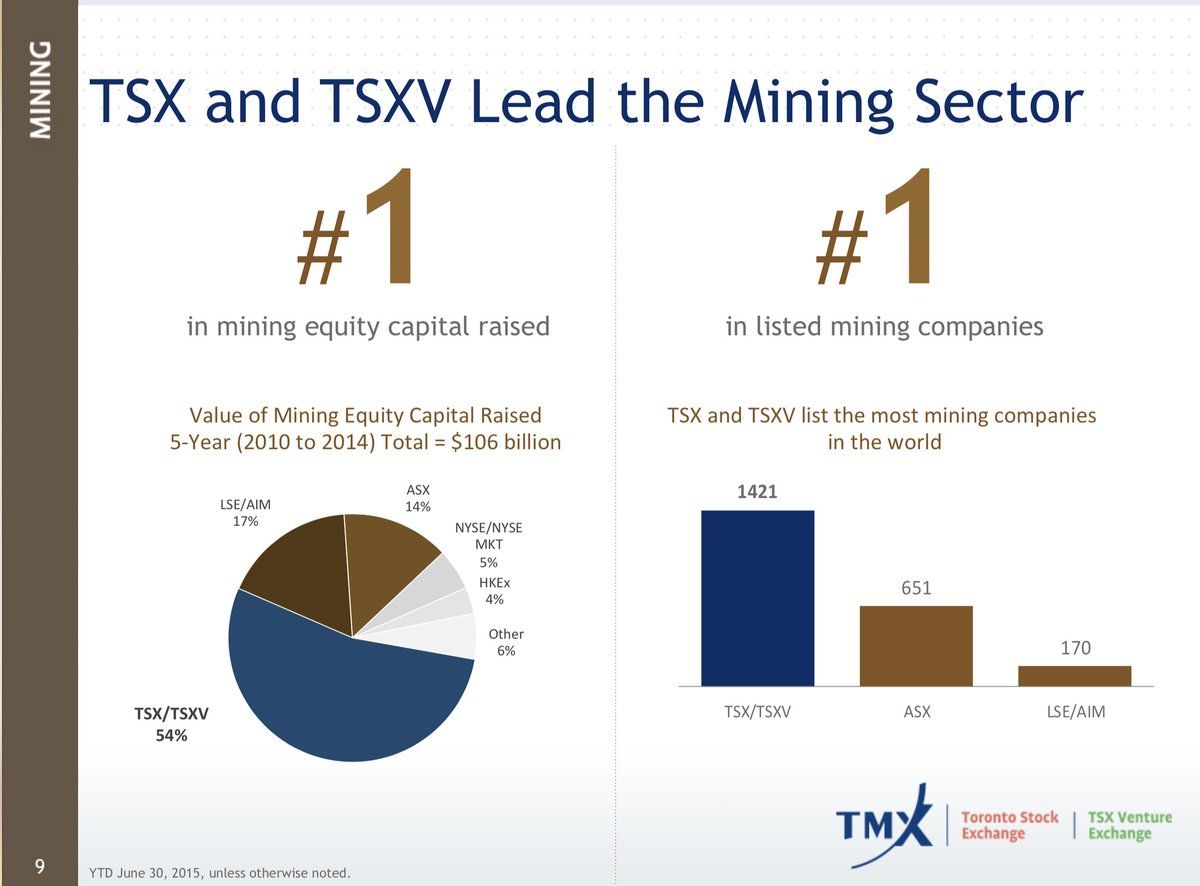 MINING
TSX and TSXV Lead the Mining Sector
#1
in mining equity capital raised
Value of Mining Equity Capital Raised
5-Year (2010 to 2014) Total = $106 billion
LSE/AIM
17%
ASX
14%
NYSE/NYSE
MKT
5%
HKEx
4%
Other
6%
TSX/TSXV
54%
#1
in listed mining companies
TSX and TSXV list the most mining companies
in the world
1421
651
170
TSX/TSXV
ASX
LSE/AIM
TMX
Toronto Stock
Exchange
TSX Venture
Exchange
9
YTD June 30, 2015, unless otherwise noted.